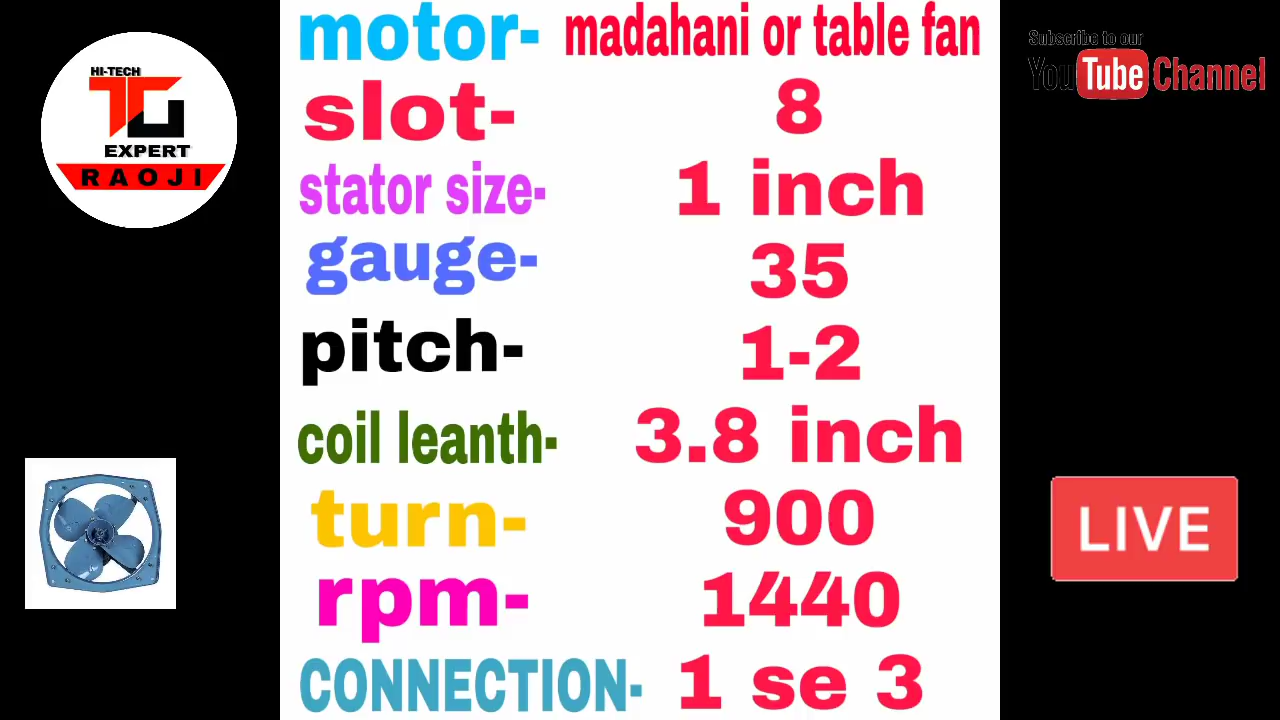 motor- madahani or table fan
slot- 8
stator size- 1 inch
gauge- 35
pitch- 1-2
coil leanth- 3.8 inch
turn- 900
rpm- 1440
CONNECTION- 1 se 3
HI-TECH
TG
EXPERT
RAOJI
Subscribe to our
YouTube Channel
LIVE